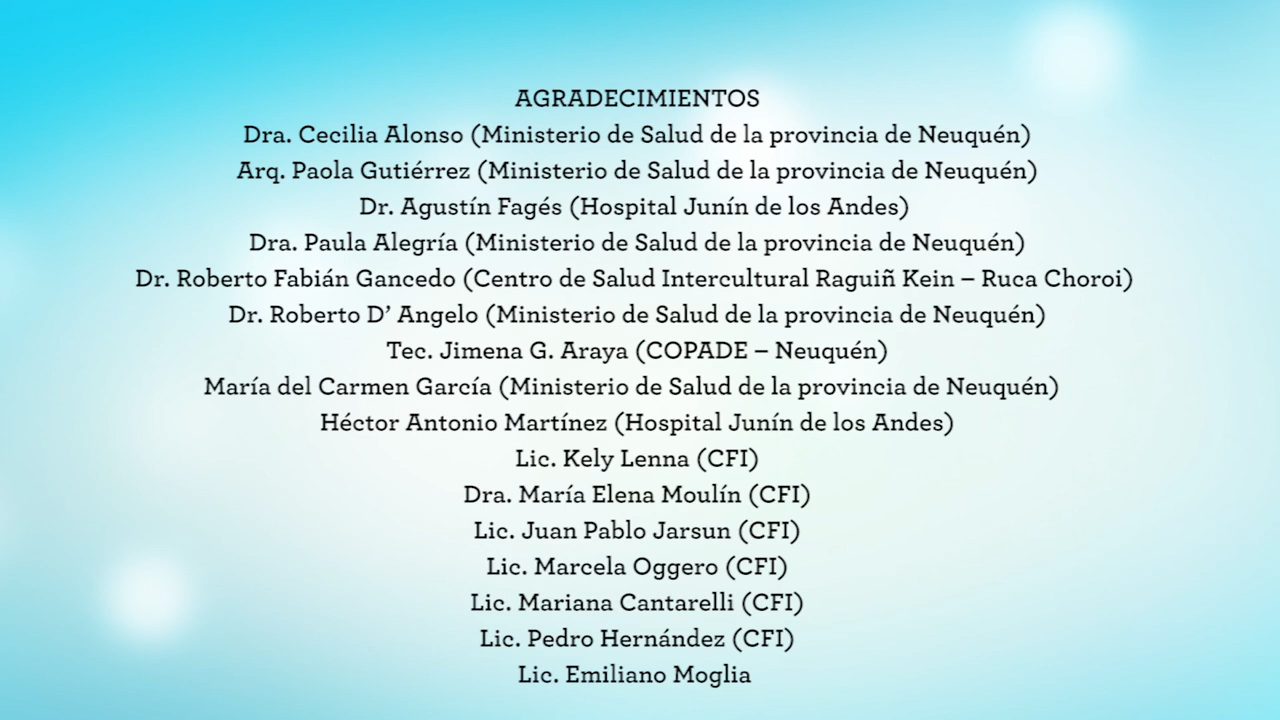 AGRADECIMIENTOS
Dra. Cecilia Alonso (Ministerio de Salud de la provincia de Neuquén)
Arq. Paola Gutiérrez (Ministerio de Salud de la provincia de Neuquén)
Dr. Agustín Fagés (Hospital Junín de los Andes)
Dra. Paula Alegría (Ministerio de Salud de la provincia de Neuquén)
Dr. Roberto Fabián Gancedo (Centro de Salud Intercultural Raguiñ Kein – Ruca Choroi)
Dr. Roberto D’ Angelo (Ministerio de Salud de la provincia de Neuquén)
Tec. Jimena G. Araya (COPADE – Neuquén)
María del Carmen García (Ministerio de Salud de la provincia de Neuquén)
Héctor Antonio Martínez (Hospital Junín de los Andes)
Lic. Kely Lenna (CFI)
Dra. María Elena Moulín (CFI)
Lic. Juan Pablo Jarsun (CFI)
Lic. Marcela Oggero (CFI)
Lic. Mariana Cantarelli (CFI)
Lic. Pedro Hernández (CFI)
Lic. Emiliano Moglia